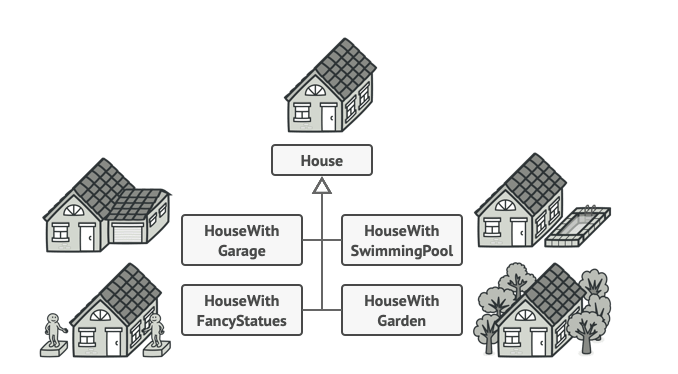 House
HouseWith
Garage
HouseWith
SwimmingPool
HouseWith
FancyStatues
HouseWith
Garden